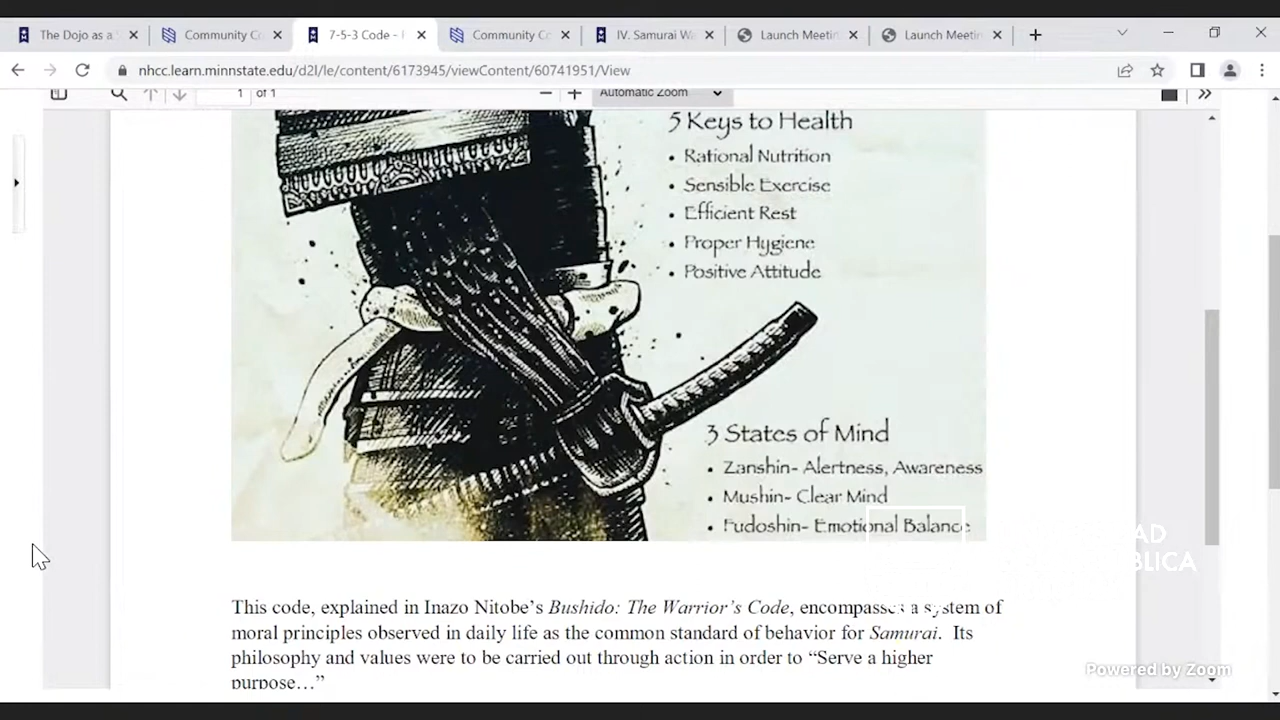 The Dojo as a
Community Co
7-5-3 Code -
Community Co
IV. Samurai Wa
Launch Meetin
Launch Meetin
nhcc.learn.minnstate.edu/d2l/le/content/6173945/viewContent/60741951/View
1 of 1
Automatic Zoom
5 Keys to Health
• Rational Nutrition
• Sensible Exercise
• Efficient Rest
• Proper Hygiene
• Positive Attitude
3 States of Mind
• Zanshin- Alertness, Awareness
• Mushin- Clear Mind
• Fudoshin- Emotional Balance
This code, explained in Inazo Nitobe's Bushido: The Warrior's Code, encompasses a system of
moral principles observed in daily life as the common standard of behavior for Samurai. Its
philosophy and values were to be carried out through action in order to “Serve a higher
purpose…”
Powered by Zoom